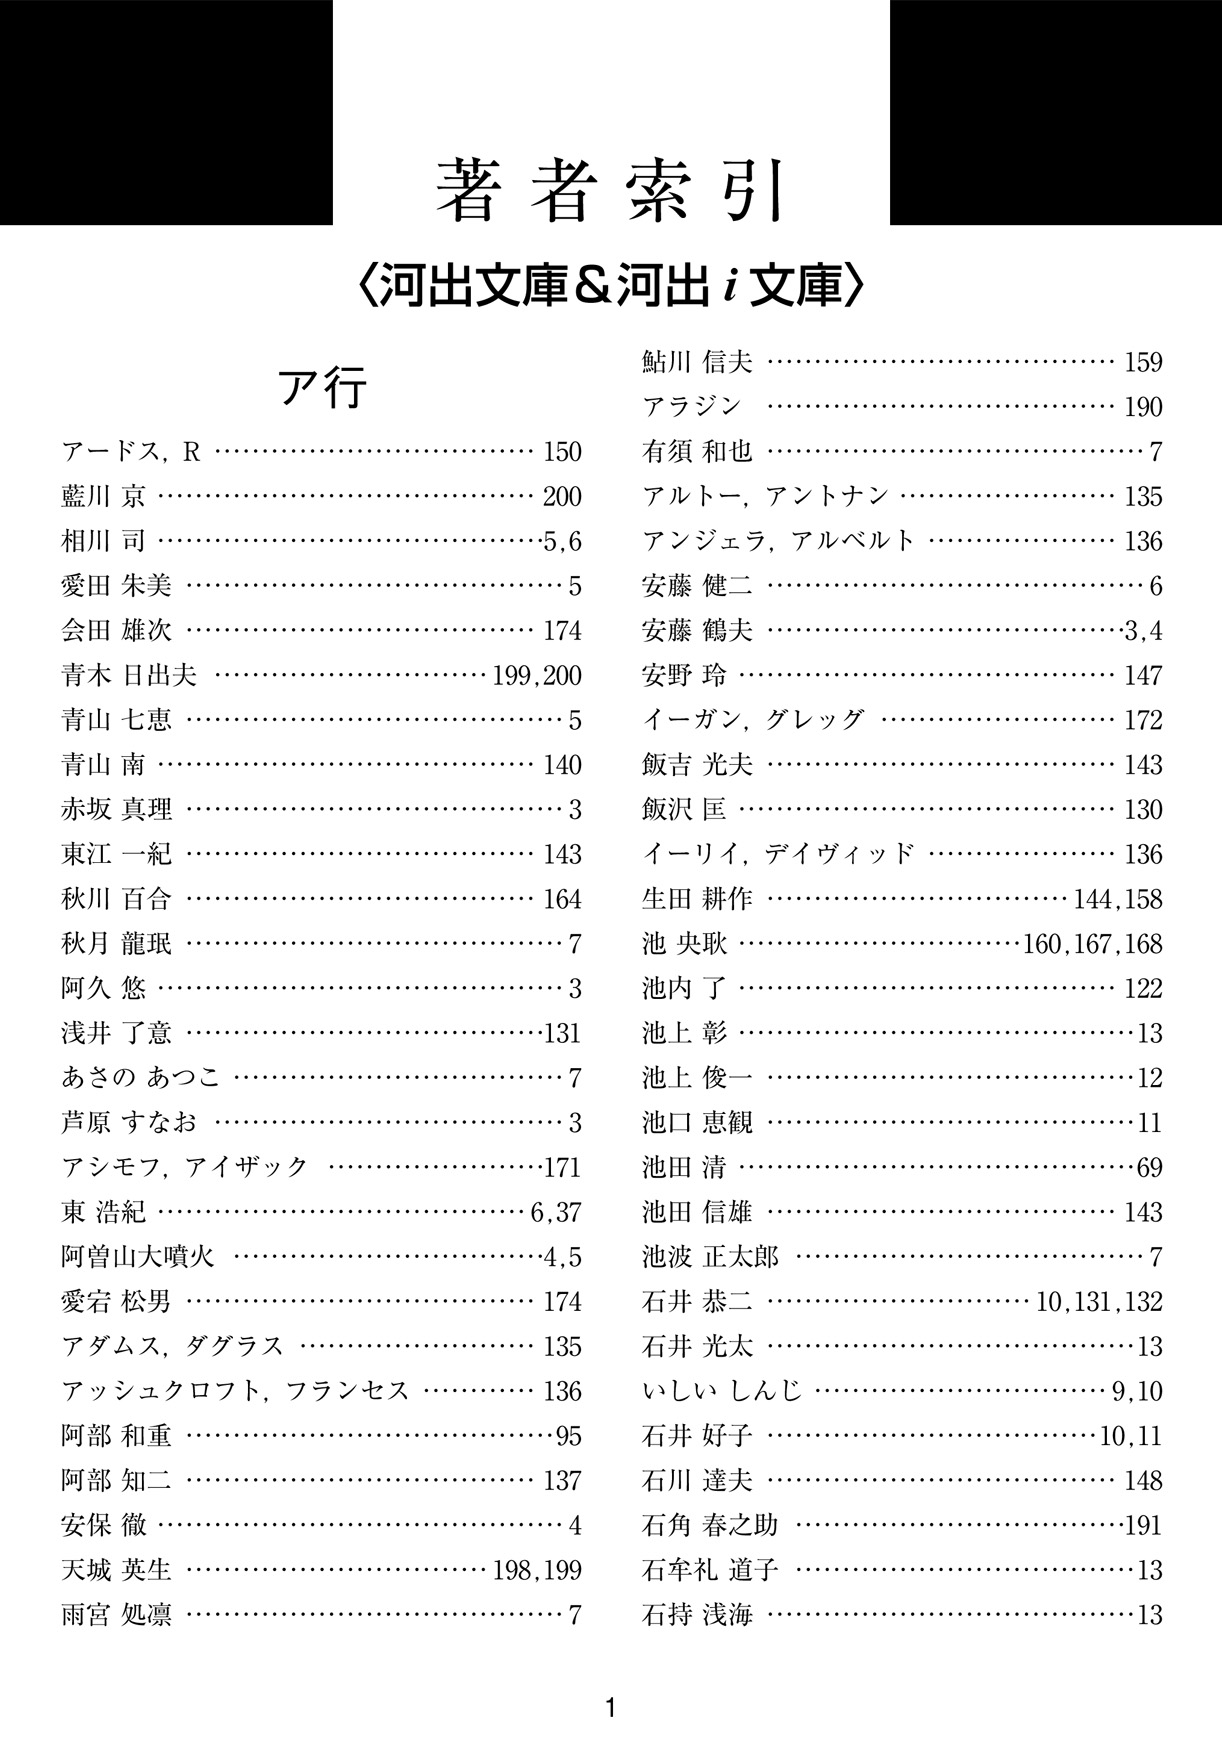 著者索引
〈河出文庫&河出i文庫〉
ア行
アードス, R ……………………………… 150
藍川 京 …………………………………… 200
相川 司 ……………………………………5,6
愛田 朱美 …………………………………… 5
会田 雄次 ………………………………… 174
青木 日出夫 …………………………199,200
青山 七恵 …………………………………… 5
青山 南 …………………………………… 140
赤坂 真理 …………………………………… 3
東江 一紀 ………………………………… 143
秋川 百合 ………………………………… 164
秋月 龍珉 …………………………………… 7
阿久 悠 ……………………………………… 3
浅井 了意 …………………………………131
あさの あつこ ……………………………… 7
芦原 すなお ………………………………… 3
アシモフ, アイザック ……………………171
東 浩紀 …………………………………… 6,37
阿曽山大噴火 ……………………………4,5
愛宕 松男 ………………………………… 174
アダムス, ダグラス ……………………… 135
アッシュクロフト, フランセス ………… 136
阿部 和重 …………………………………95
阿部 知二 ………………………………… 137
安保 徹 ……………………………………… 4
天城 英生 ……………………………198,199
雨宮 処凛 …………………………………… 7
鮎川 信夫 ………………………………… 159
アラジン ………………………………… 190
有須 和也 ……………………………………7
アルトー, アントナン …………………… 135
アンジェラ, アルベルト ………………… 136
安藤 健二 …………………………………… 6
安藤 鶴夫 …………………………………3,4
安野 玲 …………………………………… 147
イーガン, グレッグ ……………………… 172
飯吉 光夫 ………………………………… 143
飯沢 匡 …………………………………… 130
イーリイ, デイヴィッド ………………… 136
生田 耕作 ……………………………144,158
池 央耿 …………………………160,167,168
池内 了 …………………………………… 122
池上 彰 ……………………………………13
池上 俊一 …………………………………12
池口 恵観 …………………………………11
池田 清 ……………………………………69
池田 信雄 ………………………………… 143
池波 正太郎 ………………………………… 7
石井 恭二 ………………………10,131,132
石井 光太 …………………………………13
いしい しんじ …………………………… 9,10
石井 好子 ………………………………10,11
石川 達夫 ………………………………… 148
石角 春之助 ………………………………191
石牟礼 道子 ………………………………13
石持 浅海 …………………………………13
1